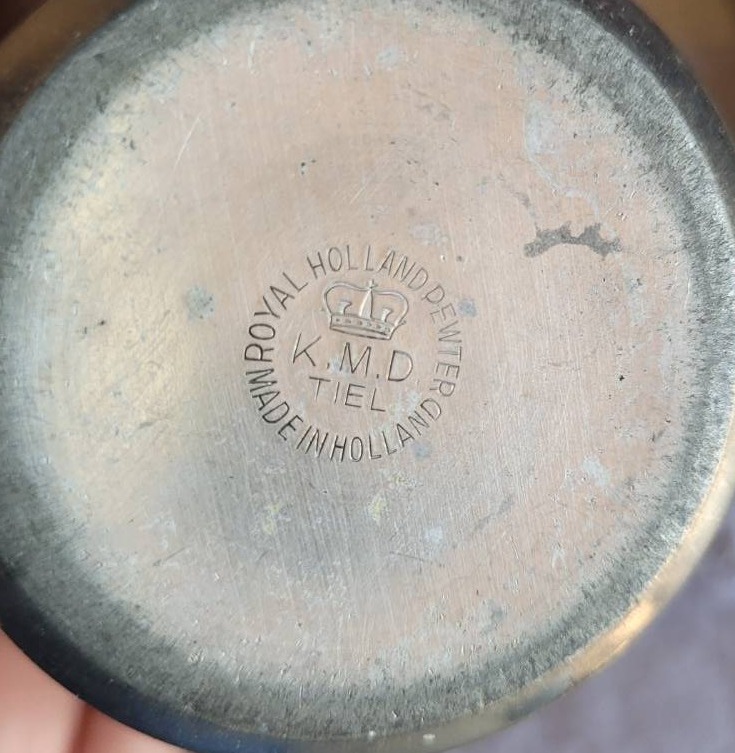 ROYAL HOLLAND PEWTER
K.M.D
TIEL
MADE IN HOLLAND